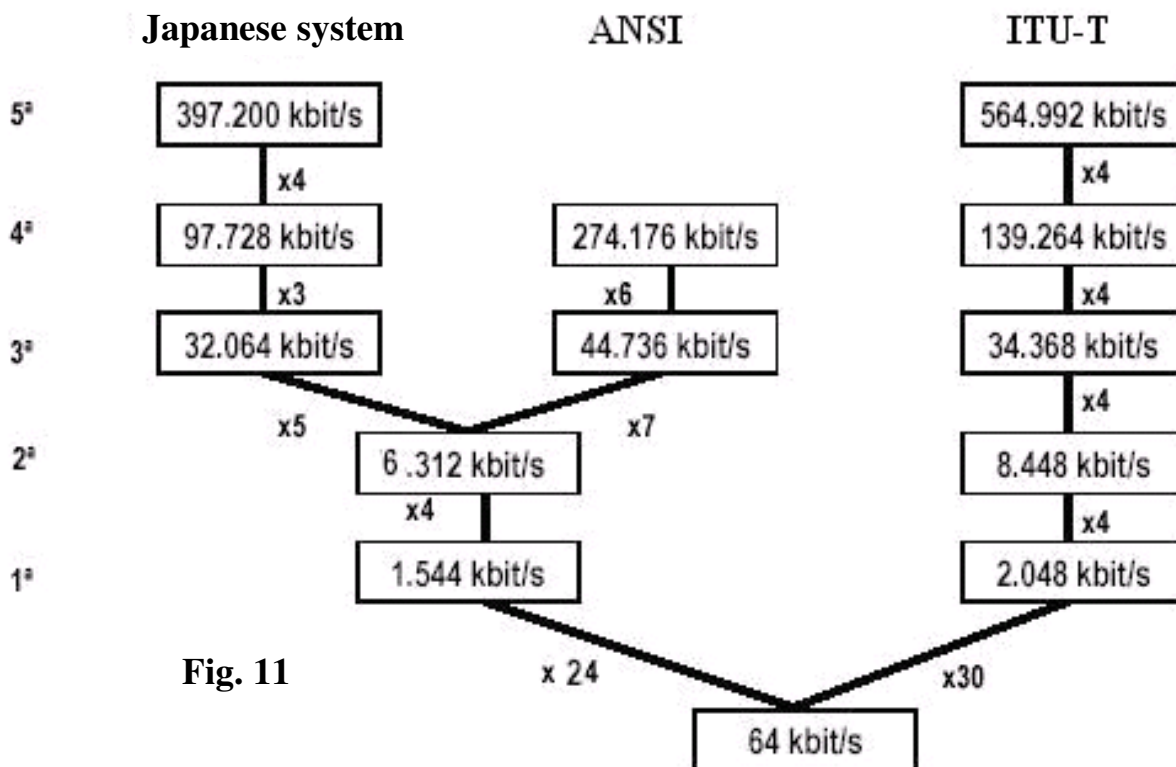 Japanese system ANSI ITU-T
5ª 397.200 kbit/s 564.992 kbit/s
x4 x4
4ª 97.728 kbit/s 274.176 kbit/s 139.264 kbit/s
x3 x6 x4
3ª 32.064 kbit/s 44.736 kbit/s 34.368 kbit/s
x5 x7 x4
2ª 6 .312 kbit/s 8.448 kbit/s
x4 x4
1ª 1.544 kbit/s 2.048 kbit/s
Fig. 11 x 24 x30
64 kbit/s